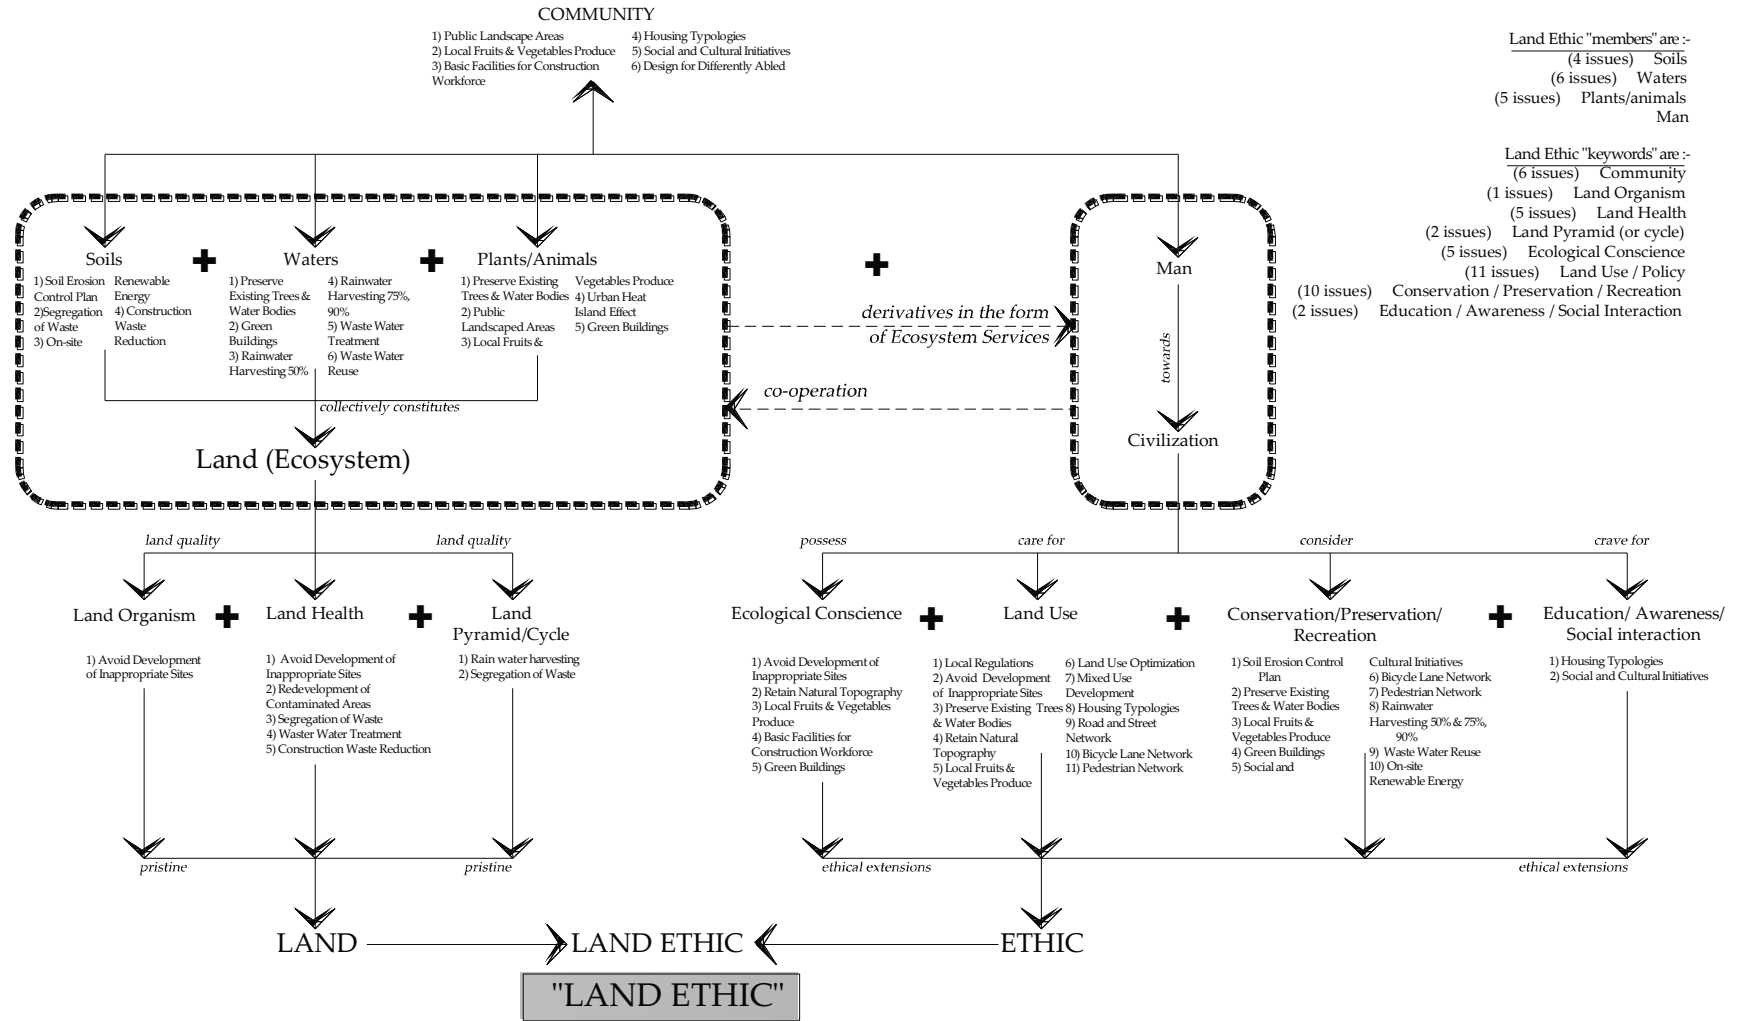 COMMUNITY
1) Public Landscape Areas
2) Local Fruits & Vegetables Produce
3) Basic Facilities for Construction
Workforce
4) Housing Typologies
5) Social and Cultural Initiatives
6) Design for Differently Abled
Land Ethic "members" are :-
(4 issues) Soils
(6 issues) Waters
(5 issues) Plants/animals
Man
Land Ethic "keywords" are :-
(6 issues) Community
(1 issues) Land Organism
(5 issues) Land Health
(2 issues) Land Pyramid (or cycle)
(5 issues) Ecological Conscience
(11 issues) Land Use / Policy
(10 issues) Conservation / Preservation / Recreation
(2 issues) Education / Awareness / Social Interaction
Soils
1) Soil Erosion
Control Plan
2)Segregation
of Waste
3) On-site
Renewable
Energy
4) Construction
Waste
Reduction
Waters
1) Preserve
Existing Trees &
Water Bodies
2) Green
Buildings
3) Rainwater
Harvesting 50%
4) Rainwater
Harvesting 75%,
90%
5) Waste Water
Treatment
6) Waste Water
Reuse
Plants/Animals
1) Preserve Existing
Trees & Water Bodies
2) Public
Landscaped Areas
3) Local Fruits &
Vegetables Produce
4) Urban Heat
Island Effect
5) Green Buildings
collectively constitutes
Land (Ecosystem)
derivatives in the form
of Ecosystem Services
co-operation
Man
towards
Civilization
land quality
land quality
possess
care for
consider
crave for
Land Organism
1) Avoid Development
of Inappropriate Sites
Land Health
1) Avoid Development of
Inappropriate Sites
2) Redevelopment of
Contaminated Areas
3) Segregation of Waste
4) Waster Water Treatment
5) Construction Waste Reduction
Land
Pyramid/Cycle
1) Rain water harvesting
2) Segregation of Waste
Ecological Conscience
1) Avoid Development of
Inappropriate Sites
2) Retain Natural Topography
3) Local Fruits & Vegetables
Produce
4) Basic Facilities for
Construction Workforce
5) Green Buildings
Land Use
1) Local Regulations
2) Avoid Development
of Inappropriate Sites
3) Preserve Existing Trees
& Water Bodies
4) Retain Natural
Topography
5) Local Fruits &
Vegetables Produce
6) Land Use Optimization
7) Mixed Use
Development
8) Housing Typologies
9) Road and Street
Network
10) Bicycle Lane Network
11) Pedestrian Network
Conservation/Preservation/
Recreation
1) Soil Erosion Control
Plan
2) Preserve Existing
Trees & Water Bodies
3) Local Fruits &
Vegetables Produce
4) Green Buildings
5) Social and
Cultural Initiatives
6) Bicycle Lane Network
7) Pedestrian Network
8) Rainwater
Harvesting 50% & 75%,
90%
9) Waste Water Reuse
10) On-site
Renewable Energy
Education/ Awareness/
Social interaction
1) Housing Typologies
2) Social and Cultural Initiatives
pristine
pristine
ethical extensions
ethical extensions
LAND
LAND ETHIC
ETHIC
"LAND ETHIC"